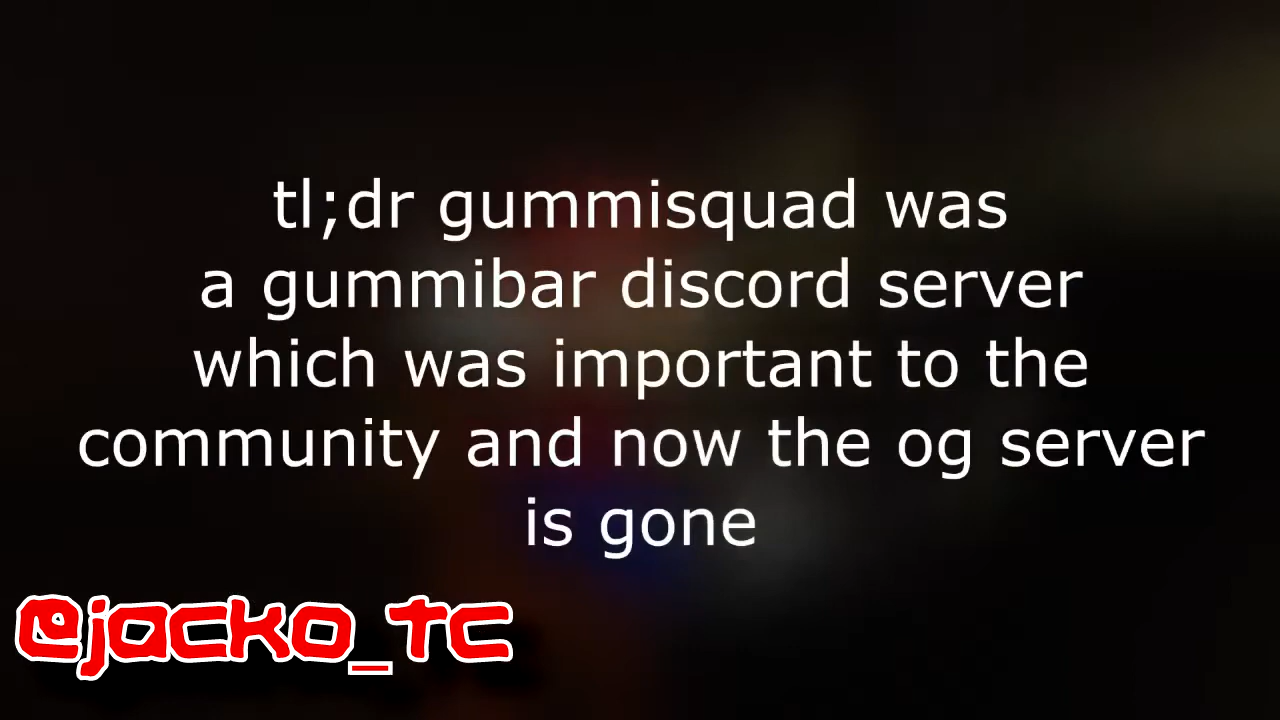 tl;dr gummisquad was
a gummibar discord server
which was important to the
community and now the og server
is gone
@jacko_tc